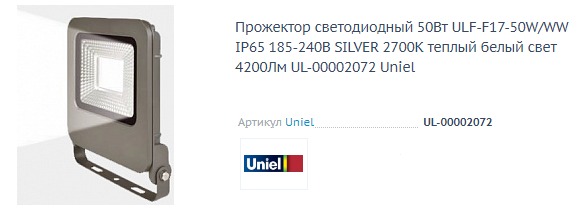 Прожектор светодиодный 50Вт ULF-F17-50W/WW
IP65 185-240В SILVER 2700К теплый белый свет
4200Лм UL-00002072 Uniel
Артикул Uniel UL-00002072
Uniel